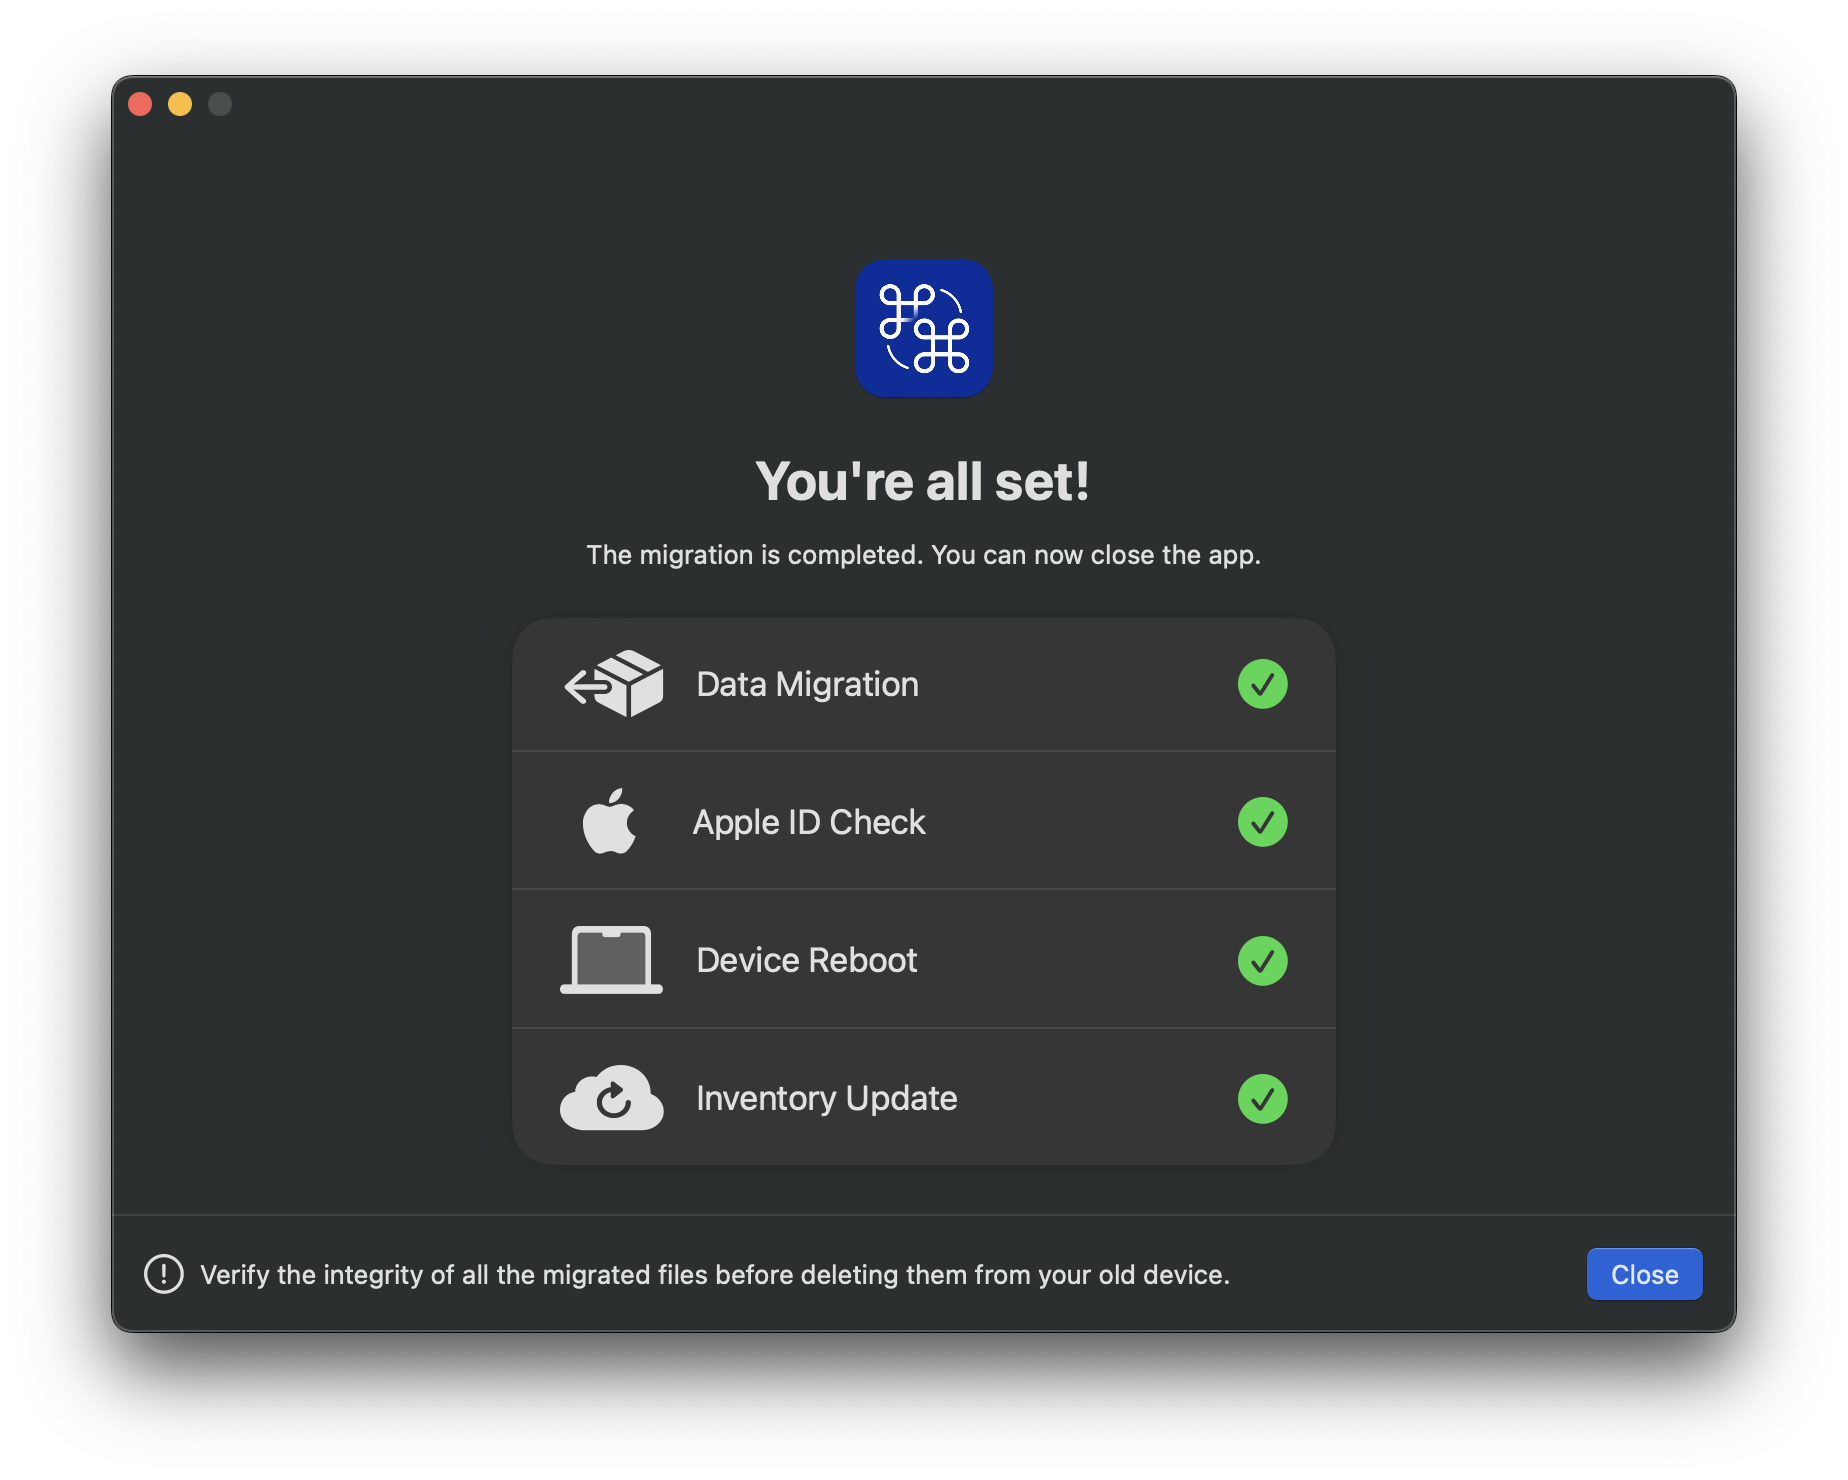 You're all set!
The migration is completed. You can now close the app.
Data Migration
Apple ID Check
Device Reboot
Inventory Update
Verify the integrity of all the migrated files before deleting them from your old device.
Close